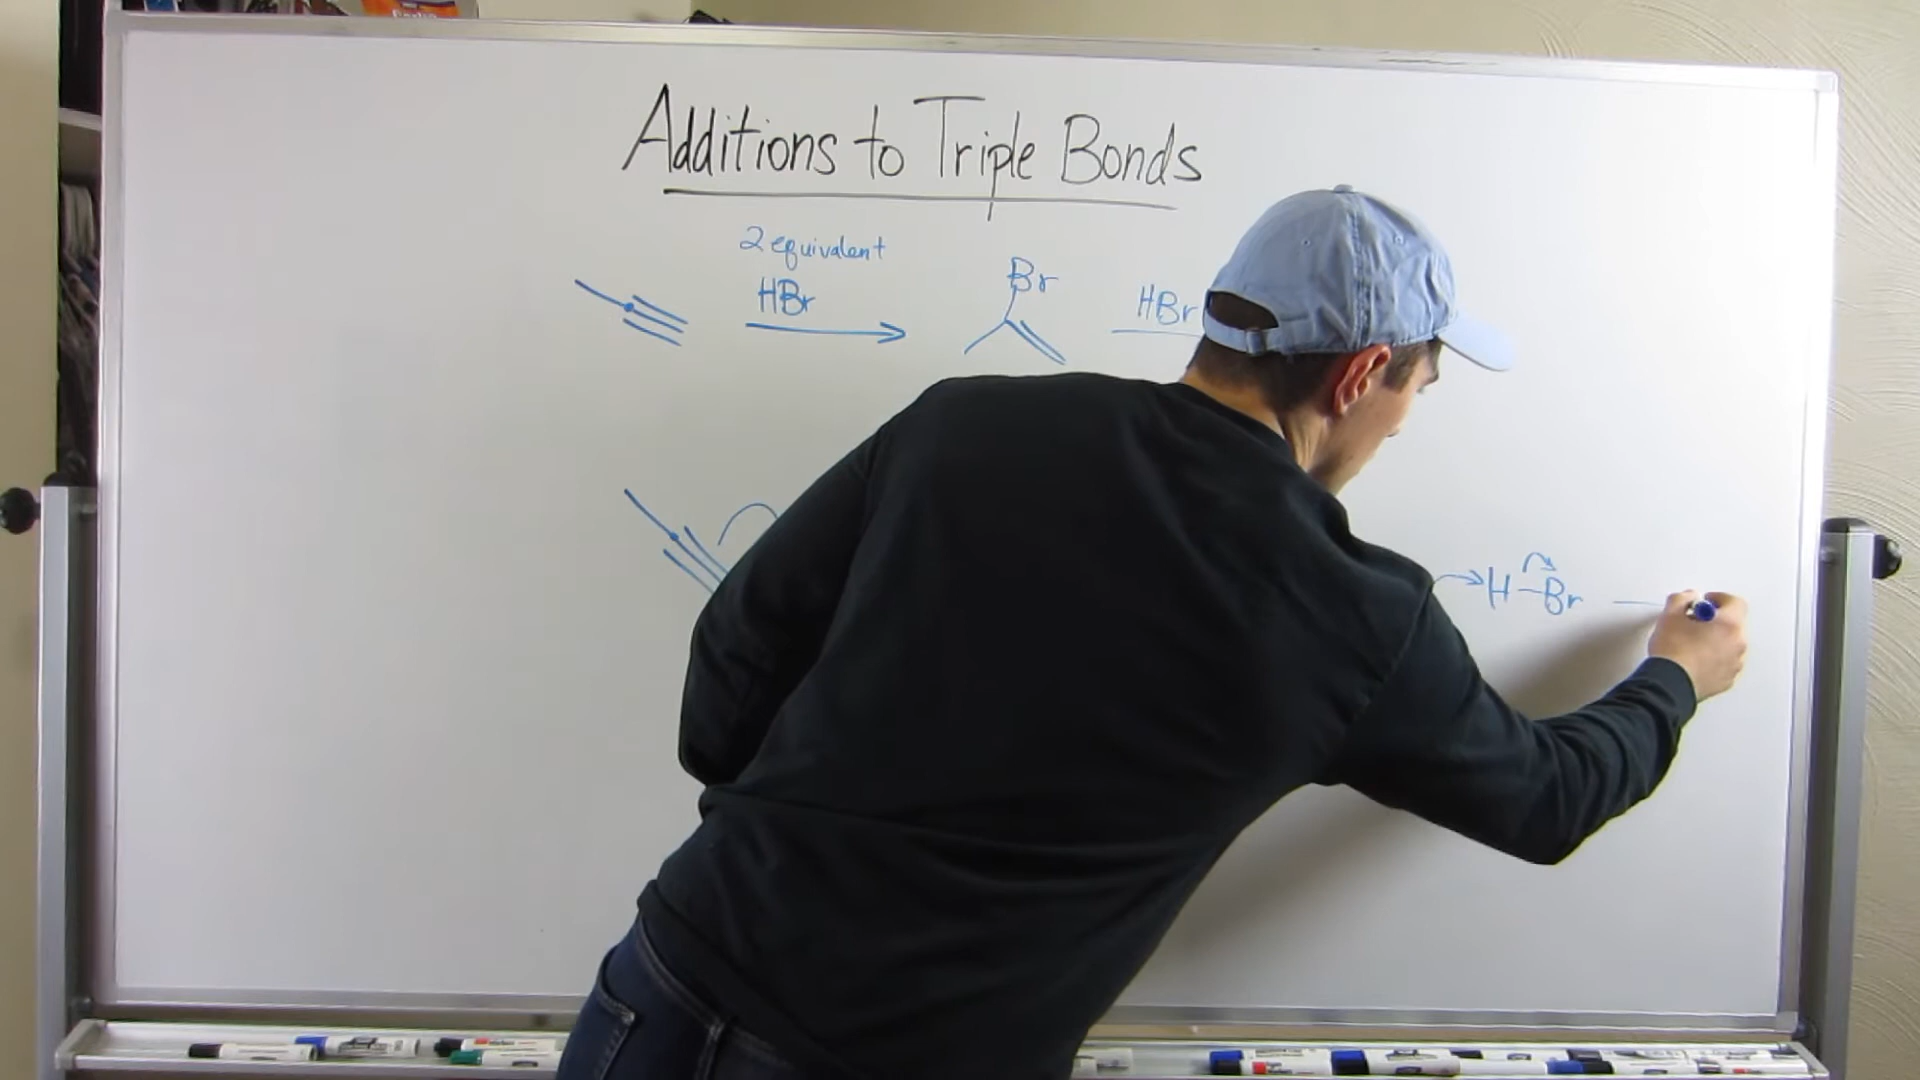 Additions to Triple Bonds
2 equivalent
HBr
Br
HBr
H-Br